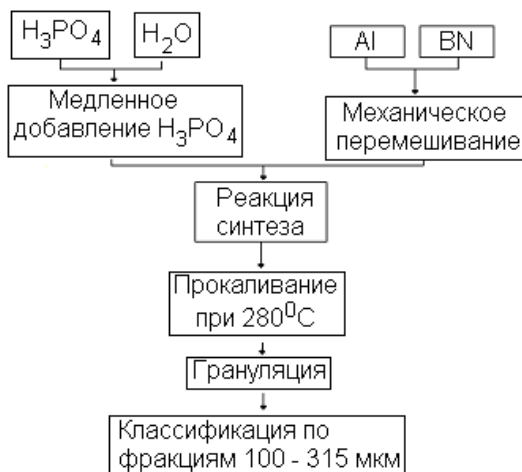 H₃PO₄
H₂O
Al
BN
Медленное
добавление H₃PO₄
Механическое
перемешивание
Реакция
синтеза
Прокаливание
при 280⁰C
Грануляция
Классификация по
фракциям 100 - 315 мкм